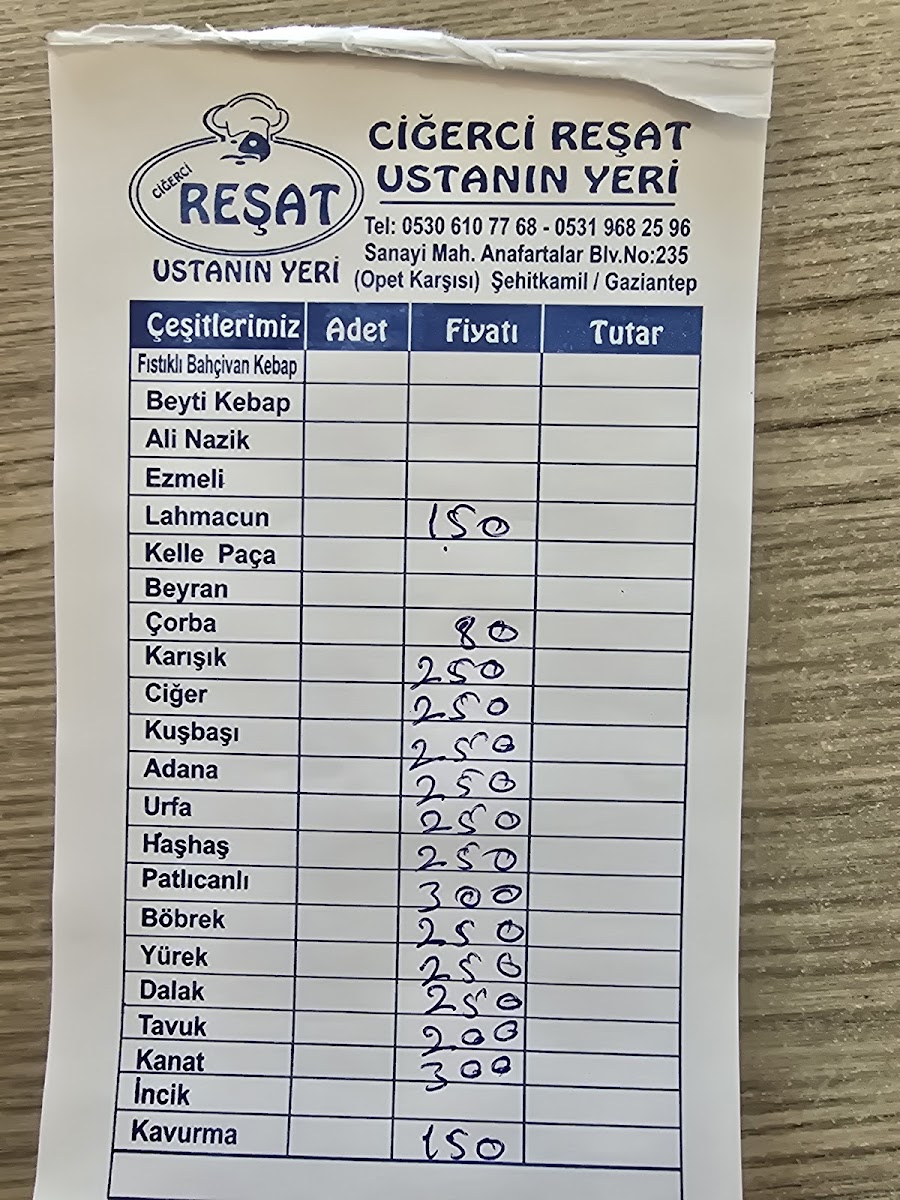 CİĞERCİ
REŞAT
USTANIN YERİ
CİĞERCİ REŞAT
USTANIN YERİ
Tel: 0530 610 77 68 - 0531 968 25 96
Sanayi Mah. Anafartalar Blv.No:235
(Opet Karşısı) Şehitkamil / Gaziantep
Çeşitlerimiz Adet Fiyatı Tutar
Fıstıklı Bahçivan Kebap
Beyti Kebap
Ali Nazik
Ezmeli
Lahmacun 150
Kelle Paça
Beyran
Çorba 80
Karışık 250
Ciğer 250
Kuşbaşı 250
Adana 250
Urfa 250
Haşhaş 250
Patlıcanlı 300
Böbrek 250
Yürek 250
Dalak 250
Tavuk 200
Kanat 300
İncik
Kavurma 150